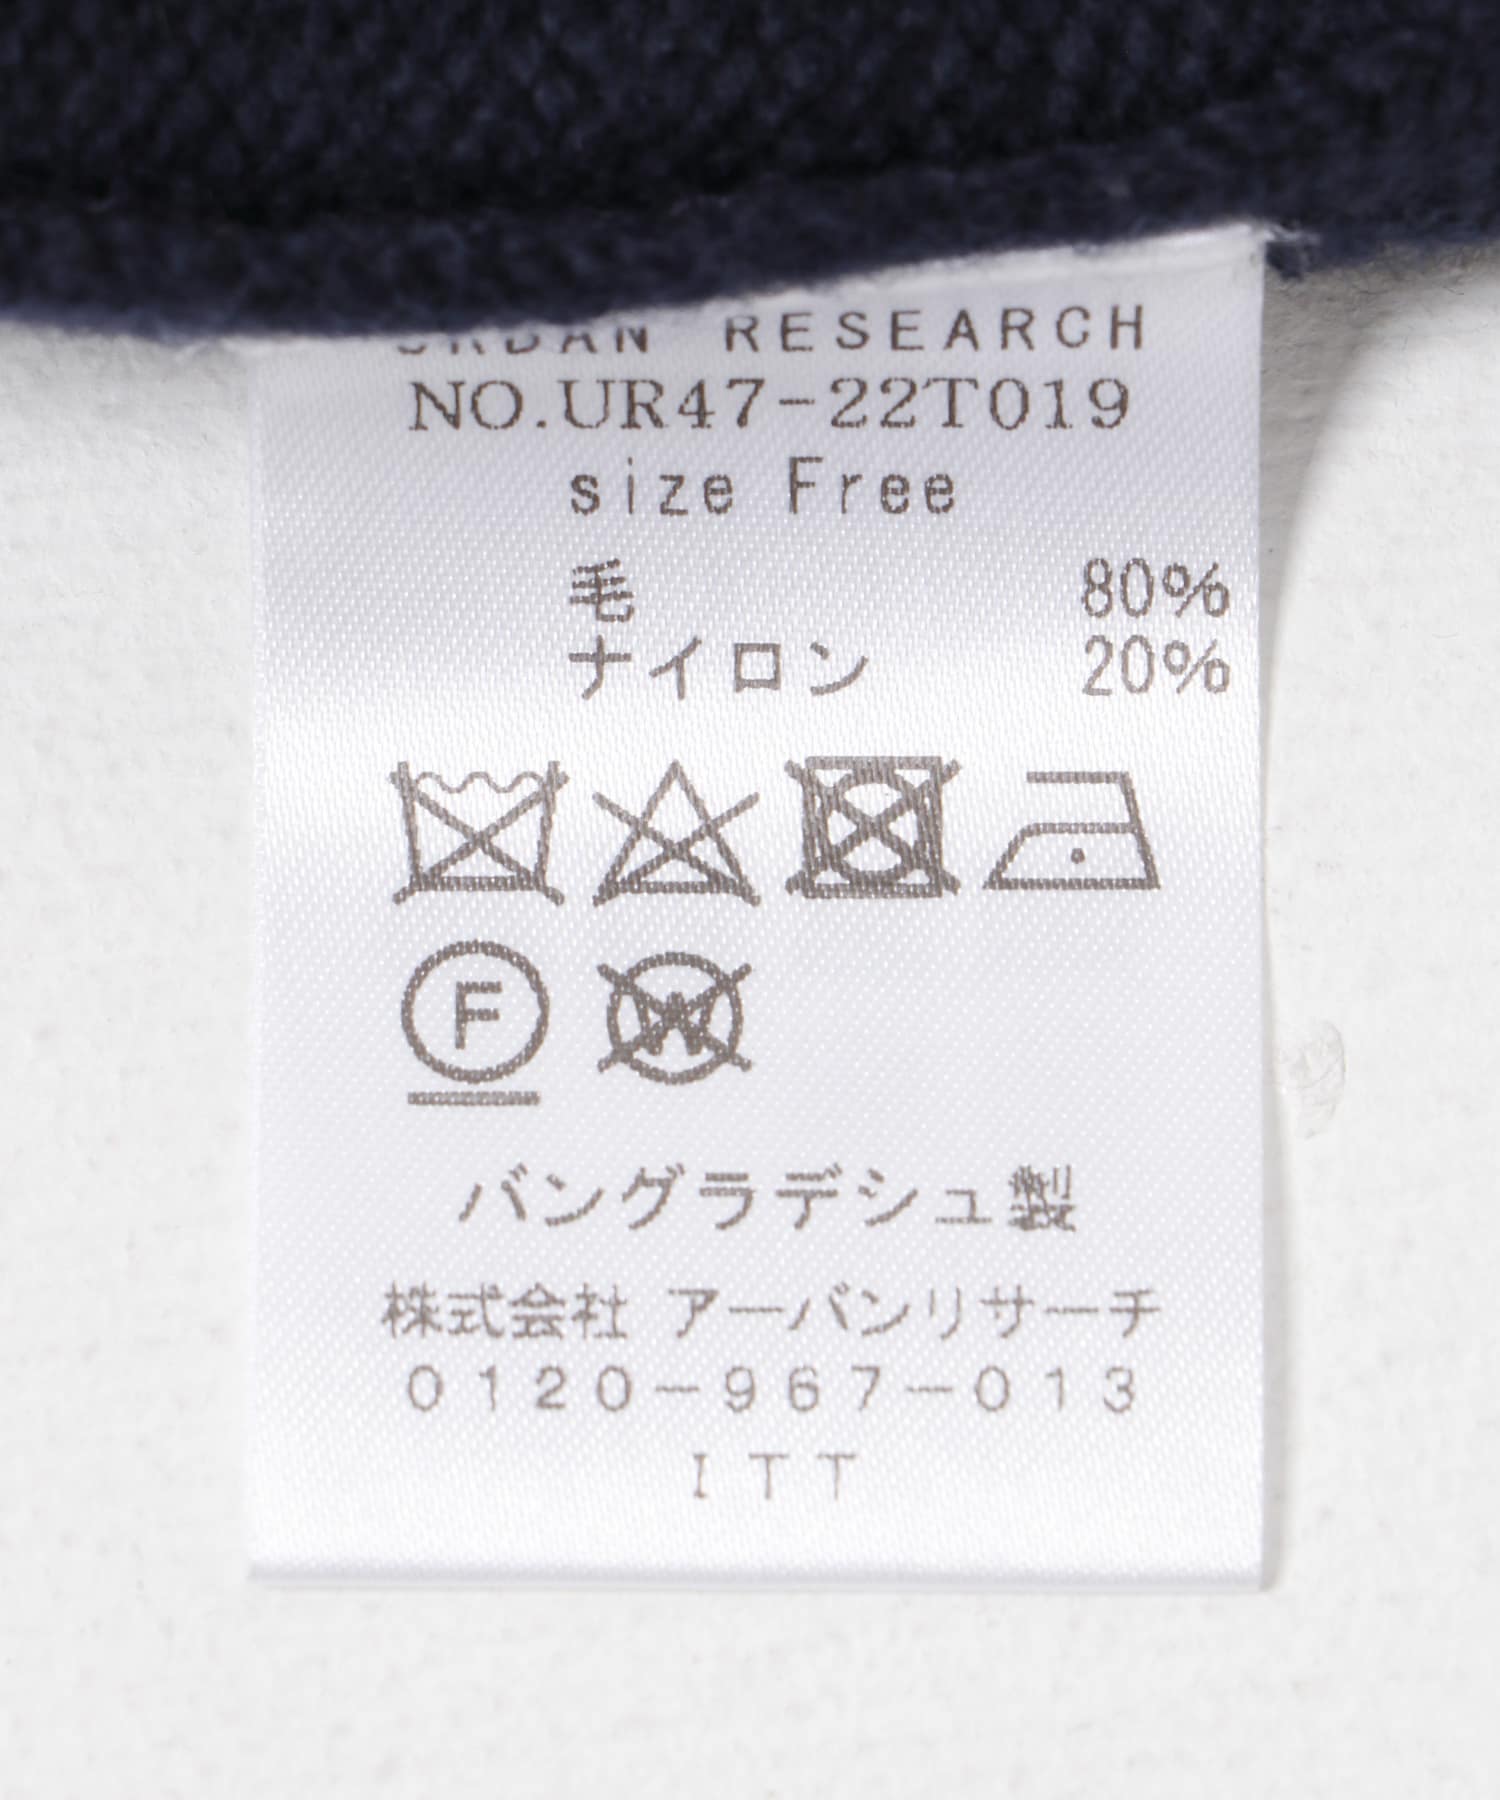 URBAN RESEARCH
NO.UR47-22T019
size Free
毛 80%
ナイロン 20%
F
W
バングラデシュ製
株式会社 アーバンリサーチ
0120-967-013
ITT